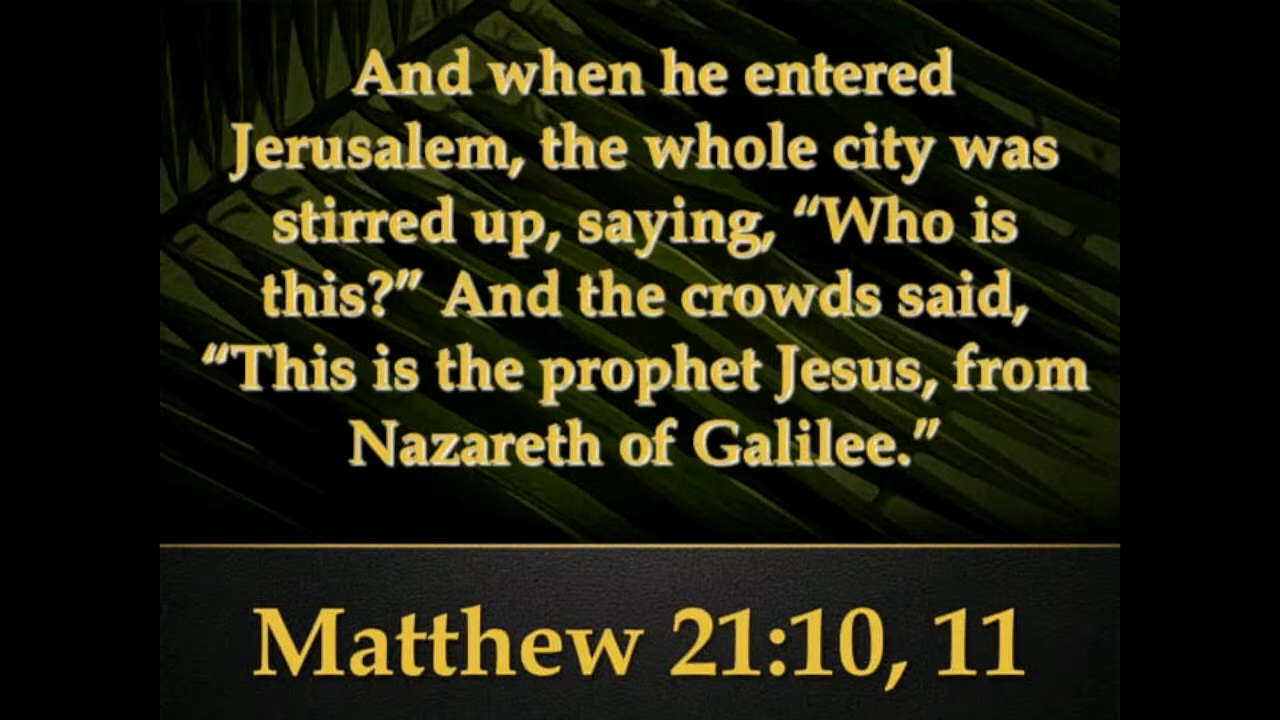 And when he entered
Jerusalem, the whole city was
stirred up, saying, “Who is
this?” And the crowds said,
“This is the prophet Jesus, from
Nazareth of Galilee.”
Matthew 21:10, 11